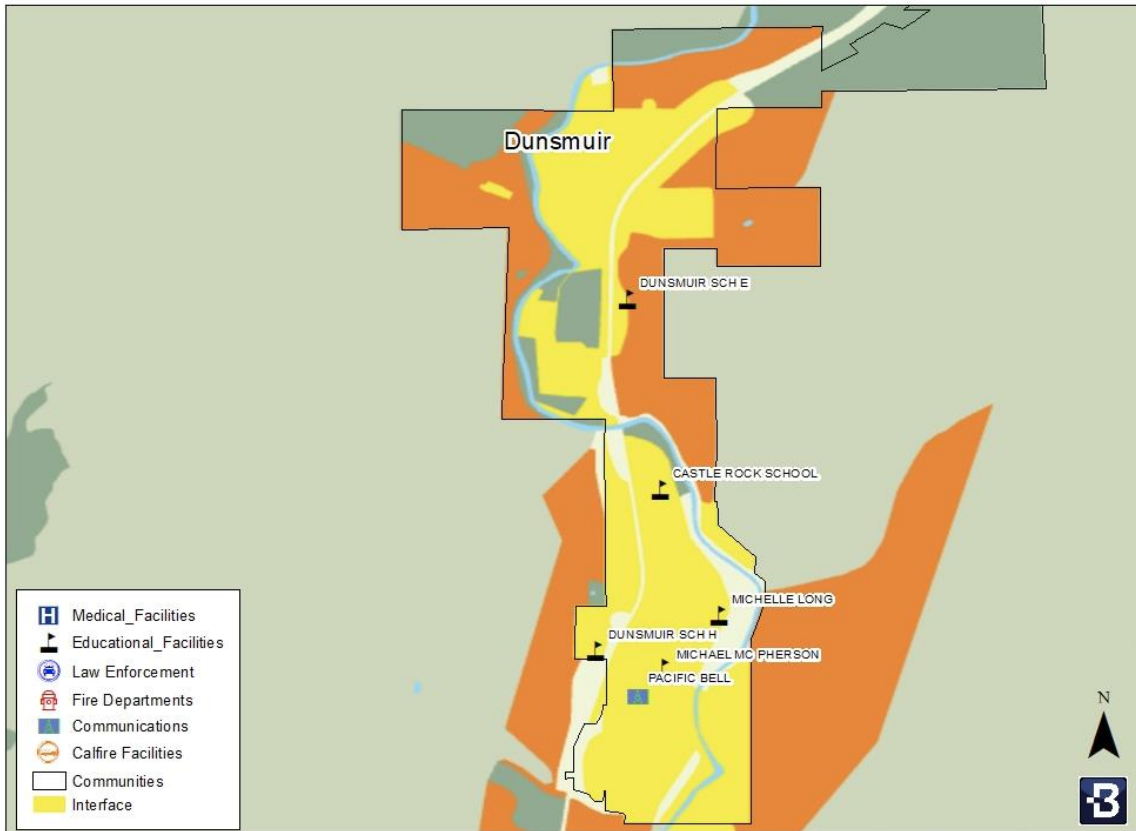 Dunsmuir
DUNSMUIR SCH E
CASTLE ROCK SCHOOL
MICHELLE LONG
DUNSMUIR SCH H
MICHAEL MC PHERSON
PACIFIC BELL
H Medical_Facilities
Educational_Facilities
Law Enforcement
Fire Departments
Communications
Calfire Facilities
Communities
Interface
N
B